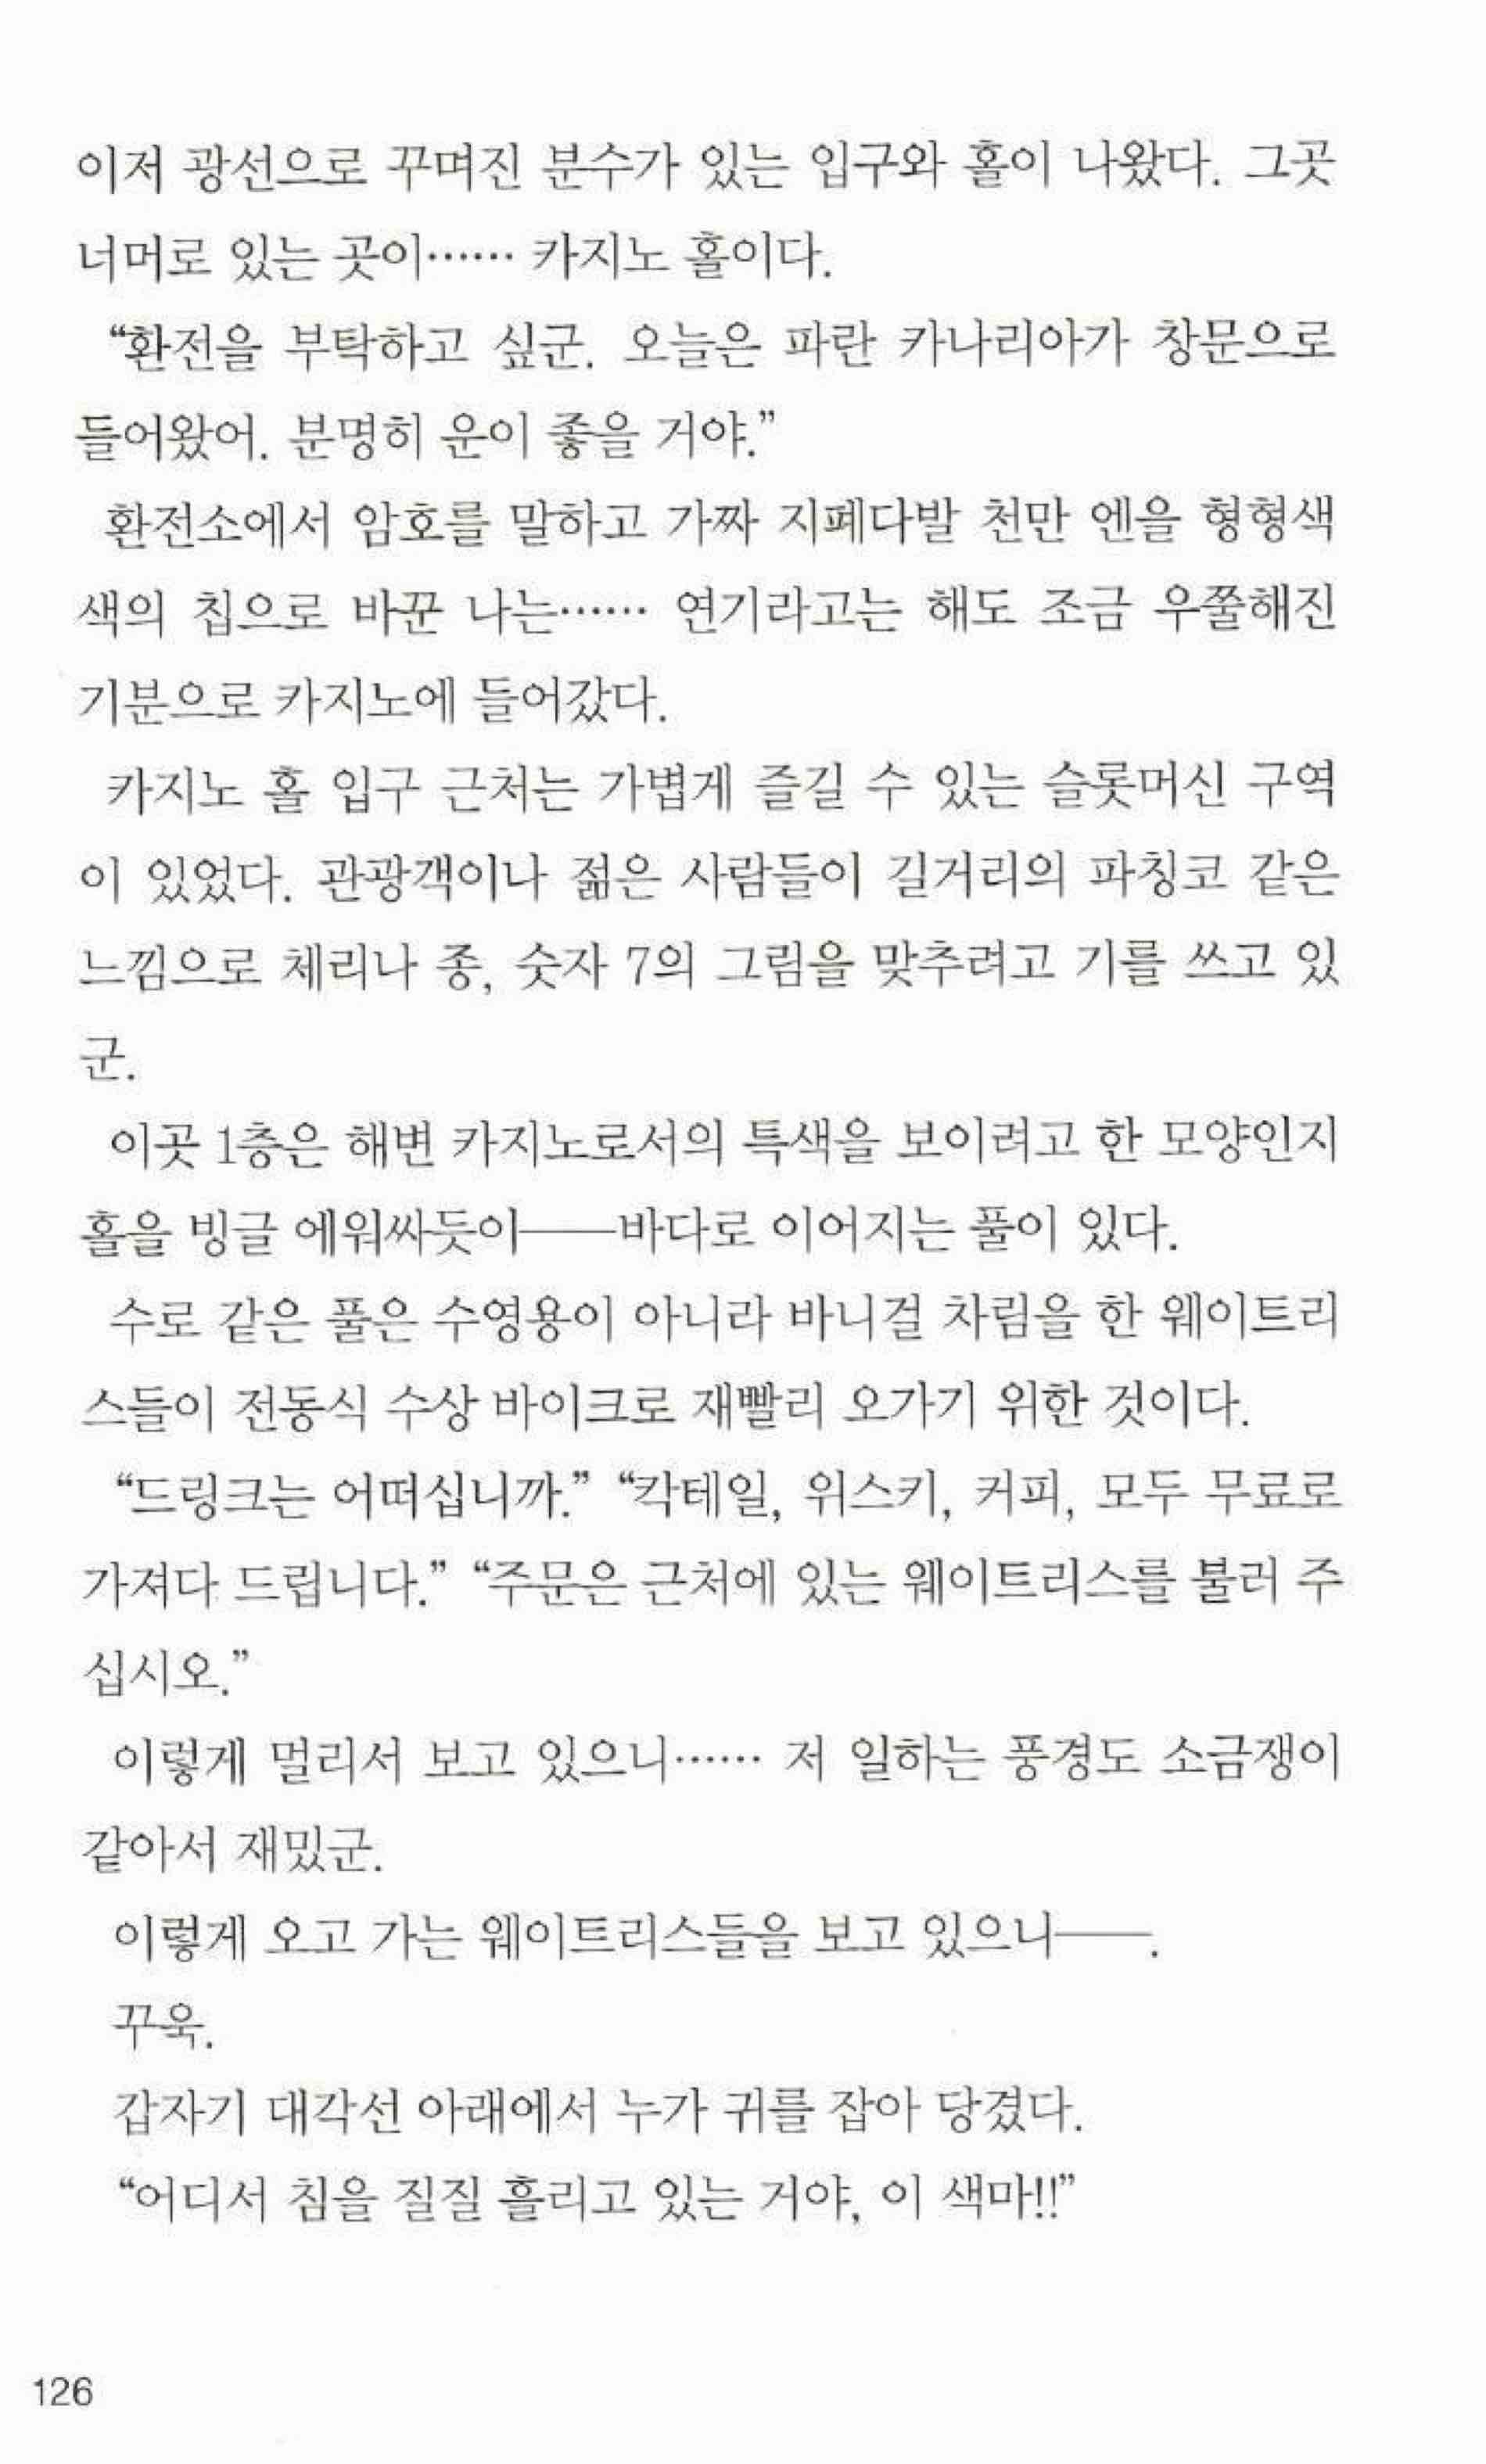 이저 광선으로 꾸며진 분수가 있는 입구와 홀이 나왔다. 그곳
너머로 있는 곳이…… 카지노 홀이다.
“환전을 부탁하고 싶군. 오늘은 파란 카나리아가 창문으로
들어왔어. 분명히 운이 좋을 거야.”
환전소에서 암호를 말하고 가짜 지폐다발 천만 엔을 형형색
색의 칩으로 바꾼 나는…… 연기라고는 해도 조금 우쭐해진
기분으로 카지노에 들어갔다.
카지노 홀 입구 근처는 가볍게 즐길 수 있는 슬롯머신 구역
이 있었다. 관광객이나 젊은 사람들이 길거리의 파칭코 같은
느낌으로 체리나 종, 숫자 7의 그림을 맞추려고 기를 쓰고 있
군.
이곳 1층은 해변 카지노로서의 특색을 보이려고 한 모양인지
홀을 빙글 에워싸듯이──바다로 이어지는 풀이 있다.
수로 같은 풀은 수영용이 아니라 바니걸 차림을 한 웨이트리
스들이 전동식 수상 바이크로 재빨리 오가기 위한 것이다.
“드링크는 어떠십니까.” “칵테일, 위스키, 커피, 모두 무료로
가져다 드립니다.” “주문은 근처에 있는 웨이트리스를 불러 주
십시오.”
이렇게 멀리서 보고 있으니…… 저 일하는 풍경도 소금쟁이
같아서 재밌군.
이렇게 오고 가는 웨이트리스들을 보고 있으니──.
꾸욱.
갑자기 대각선 아래에서 누가 귀를 잡아 당겼다.
“어디서 침을 질질 흘리고 있는 거야, 이 색마!!”
126